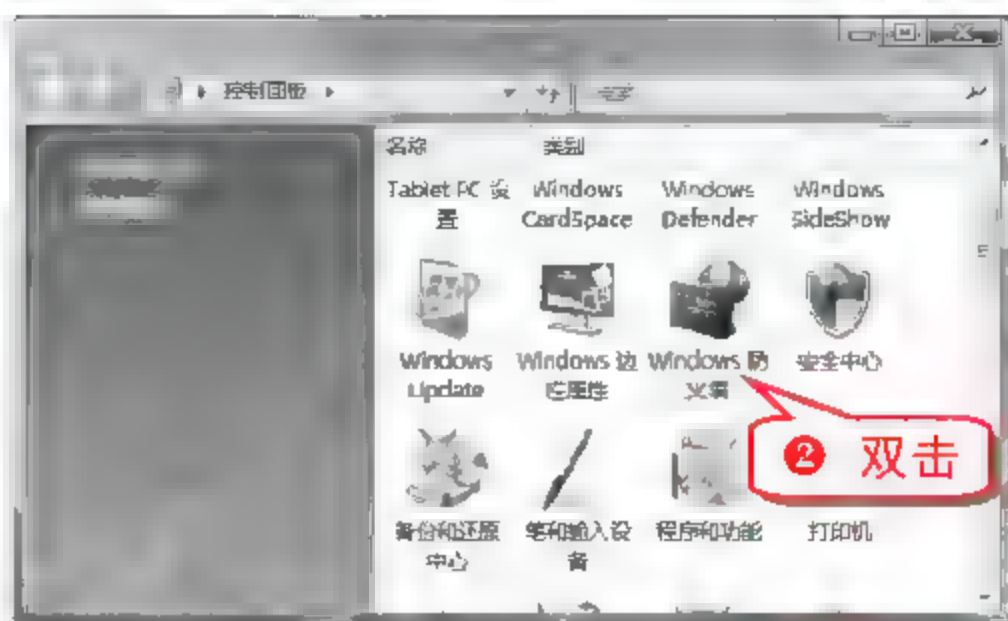 控制面板
名称 类别
Tablet PC 设 Windows Windows Windows
置 CardSpace Defender SideShow
Windows Windows 边 Windows 防 安全中心
Update 栏属性 火墙
❷ 双击
备份和还原 笔和输入设 程序和功能 打印机
中心 备